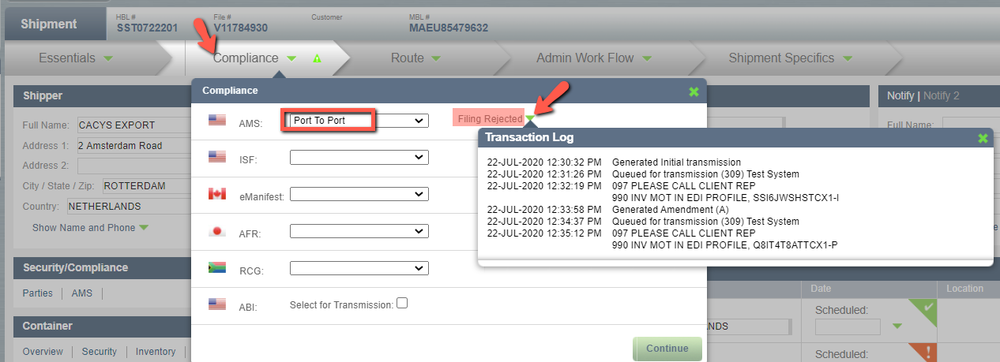 Shipment
HBL #
SST0722201
File #
V11784930
Customer
MBL #
MAEU85479632
Essentials
Compliance
Route
Admin Work Flow
Shipment Specifics
Shipper
Full Name: CACYS EXPORT
Address 1: 2 Amsterdam Road
Address 2:
City / State / Zip: ROTTERDAM
Country: NETHERLANDS
Show Name and Phone
Security/Compliance
Parties | AMS |
Container
Overview | Security | Inventory |
Compliance
AMS: Port To Port
Filing Rejected
ISF:
eManifest:
AFR:
RCG:
ABI: Select for Transmission:
Continue
Transaction Log
22-JUL-2020 12:30:32 PM Generated Initial transmission
22-JUL-2020 12:31:26 PM Queued for transmission (309) Test System
22-JUL-2020 12:32:19 PM 097 PLEASE CALL CLIENT REP
990 INV MOT IN EDI PROFILE, SSI6JWSHSTCX1-I
22-JUL-2020 12:33:58 PM Generated Amendment (A)
22-JUL-2020 12:34:37 PM Queued for transmission (309) Test System
22-JUL-2020 12:35:12 PM 097 PLEASE CALL CLIENT REP
990 INV MOT IN EDI PROFILE, Q8IT4T8ATTCX1-P
Notify | Notify 2
Full Name:
Date
Location
Scheduled:
Scheduled: